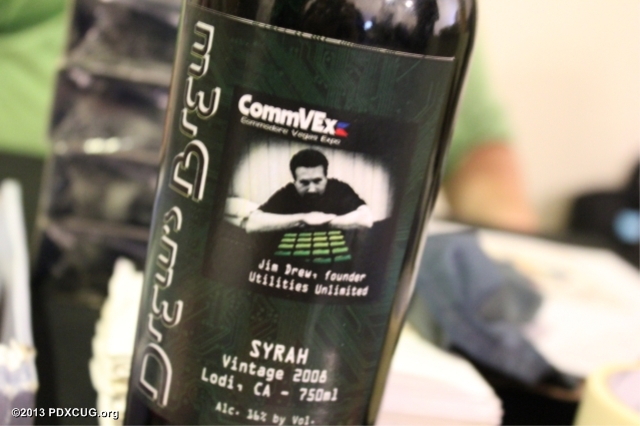 Drew's Brew
CommVEx
Commodore Vegas Expo
Jim Drew, founder
Utilities Unlimited
SYRAH
Vintage 2006
Lodi, CA - 750ml
Alc. 16% by Vol.
©2013 PDXCUG.org